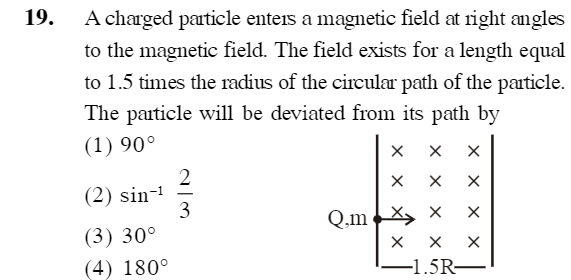 19. A charged particle enters a magnetic field at right angles
to the magnetic field. The field exists for a length equal
to 1.5 times the radius of the circular path of the particle.
The particle will be deviated from its path by
(1) 90°
(2) sin⁻¹ 2/3
Q,m
(3) 30°
(4) 180°
1.5R